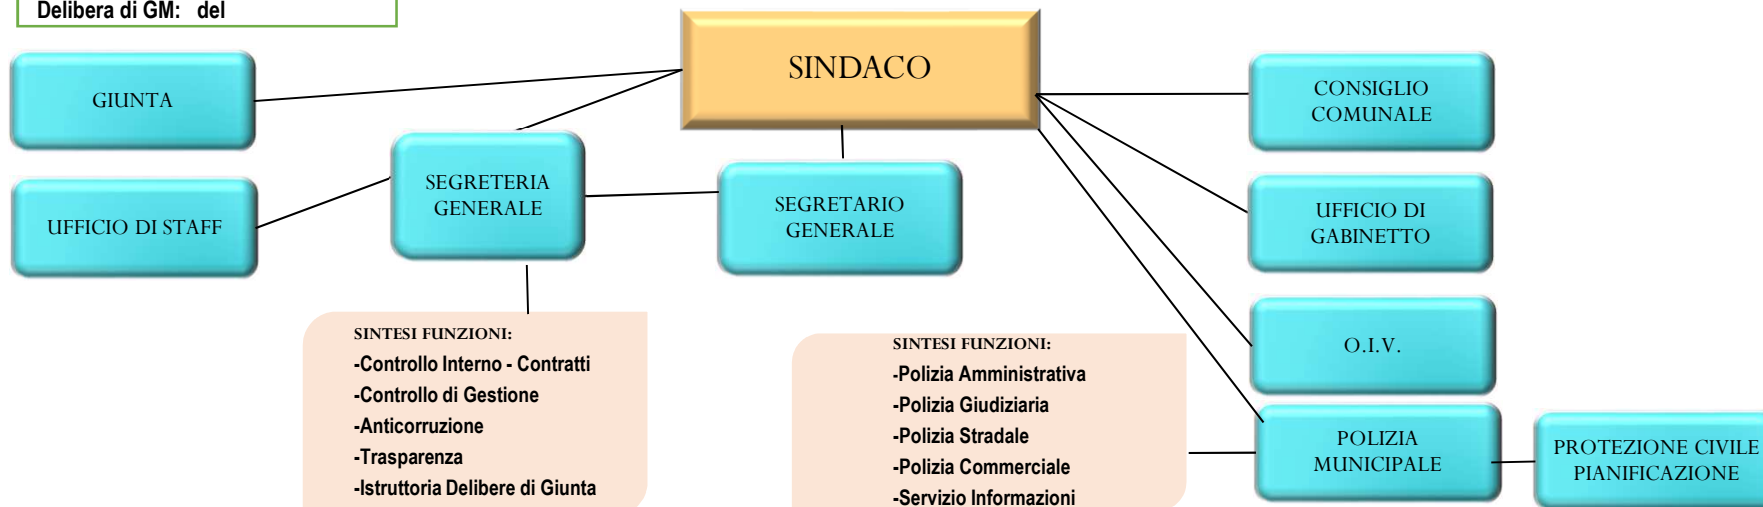 Delibera di GM: del
SINDACO
GIUNTA
CONSIGLIO
COMUNALE
SEGRETERIA
GENERALE
SEGRETARIO
GENERALE
UFFICIO DI STAFF
UFFICIO DI
GABINETTO
O.I.V.
SINTESI FUNZIONI:
-Controllo Interno - Contratti
-Controllo di Gestione
-Anticorruzione
-Trasparenza
-Istruttoria Delibere di Giunta
SINTESI FUNZIONI:
-Polizia Amministrativa
-Polizia Giudiziaria
-Polizia Stradale
-Polizia Commerciale
-Servizio Informazioni
POLIZIA
MUNICIPALE
PROTEZIONE CIVILE
PIANIFICAZIONE